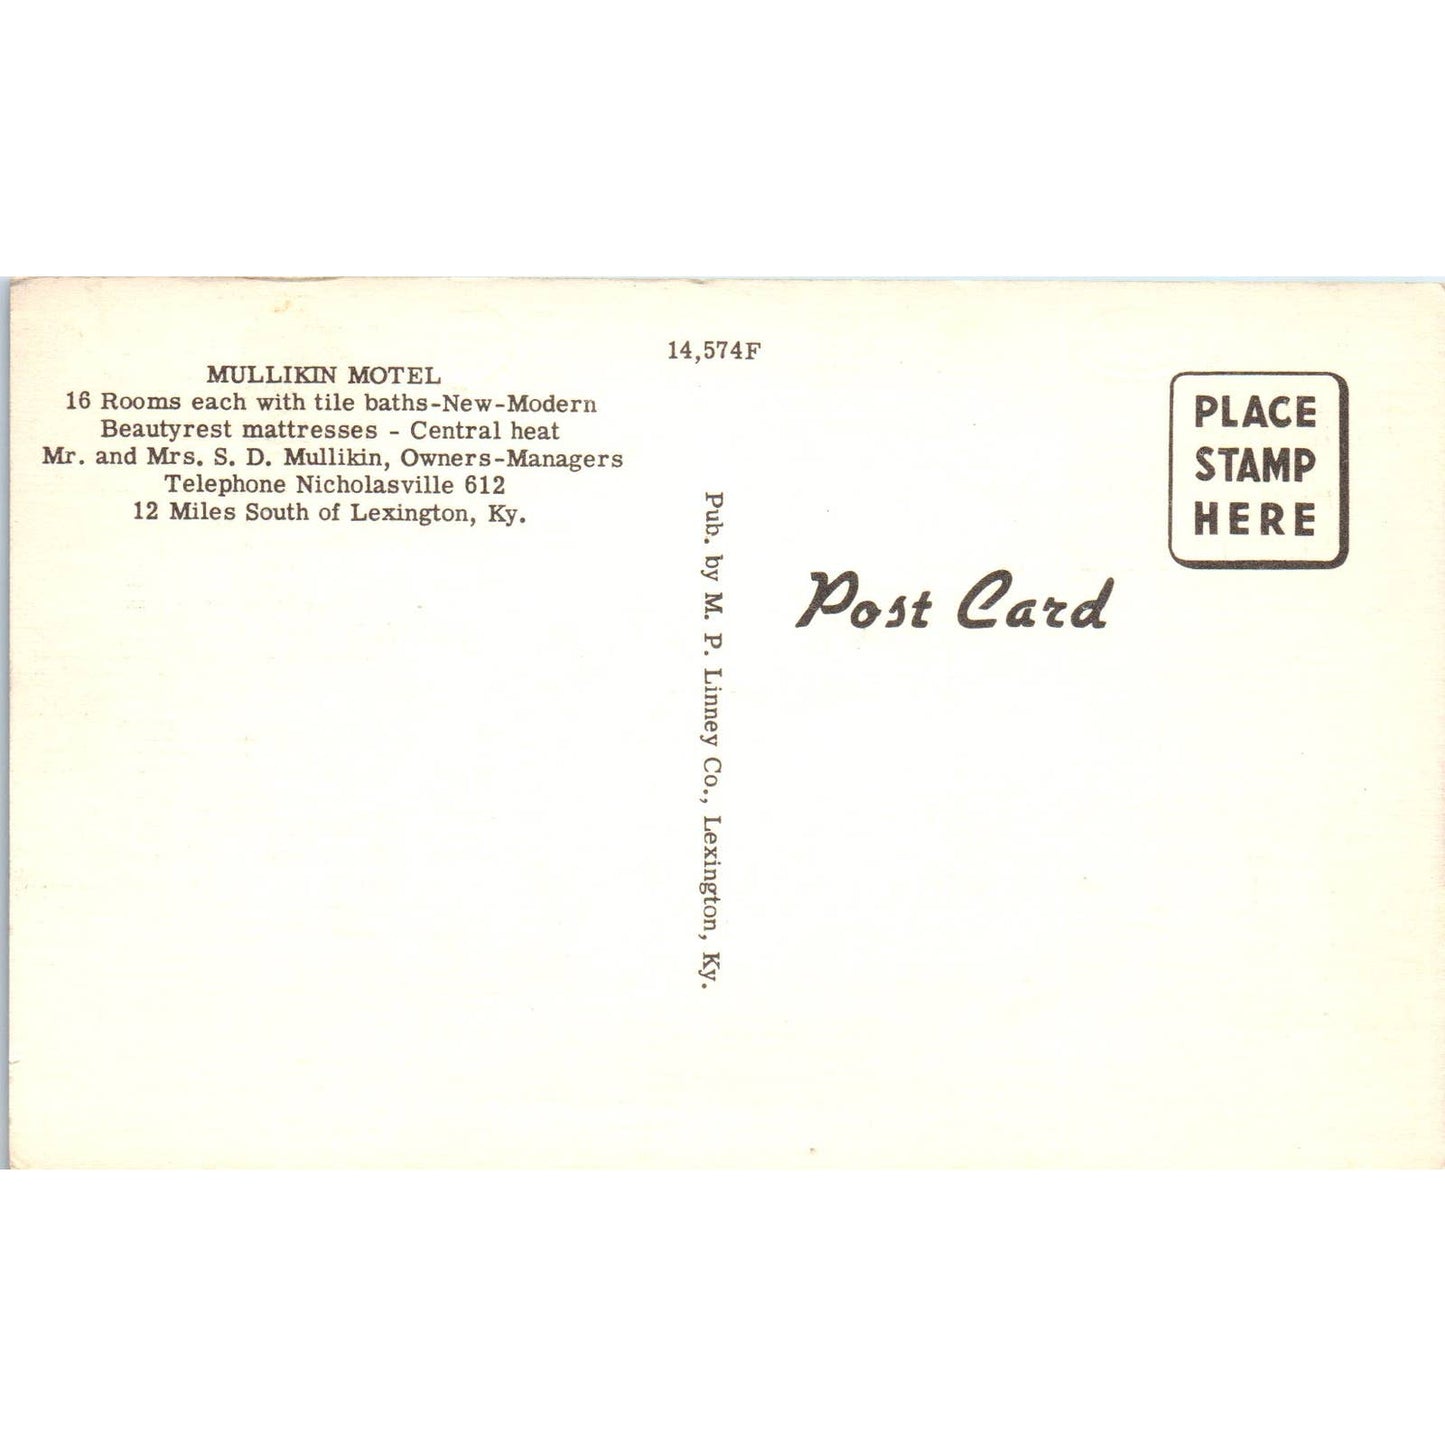 MULLIKIN MOTEL
16 Rooms each with tile baths-New-Modern
Beautyrest mattresses - Central heat
Mr. and Mrs. S. D. Mullikin, Owners-Managers
Telephone Nicholasville 612
12 Miles South of Lexington, Ky.
14,574F
Pub. by M. P. Linney Co., Lexington, Ky.
PLACE
STAMP
HERE
Post Card